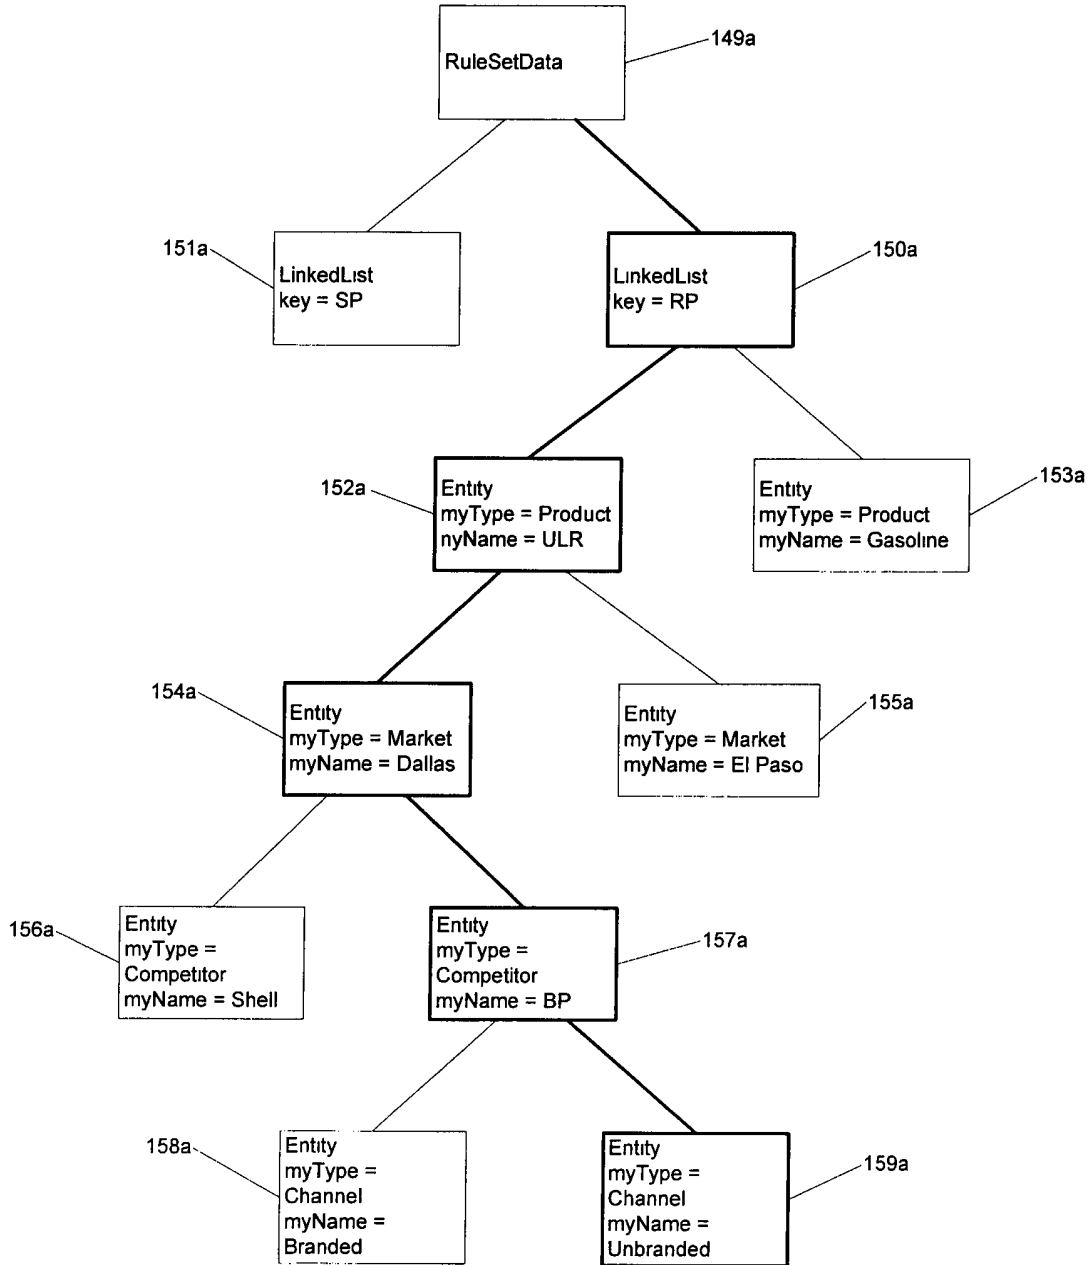 149a
RuleSetData
151a
LinkedList
key = SP
150a
LinkedList
key = RP
152a
Entity
myType = Product
nyName = ULR
153a
Entity
myType = Product
myName = Gasoline
154a
Entity
myType = Market
myName = Dallas
155a
Entity
myType = Market
myName = El Paso
156a
Entity
myType =
Competitor
myName = Shell
157a
Entity
myType =
Competitor
myName = BP
158a
Entity
myType =
Channel
myName =
Branded
159a
Entity
myType =
Channel
myName =
Unbranded